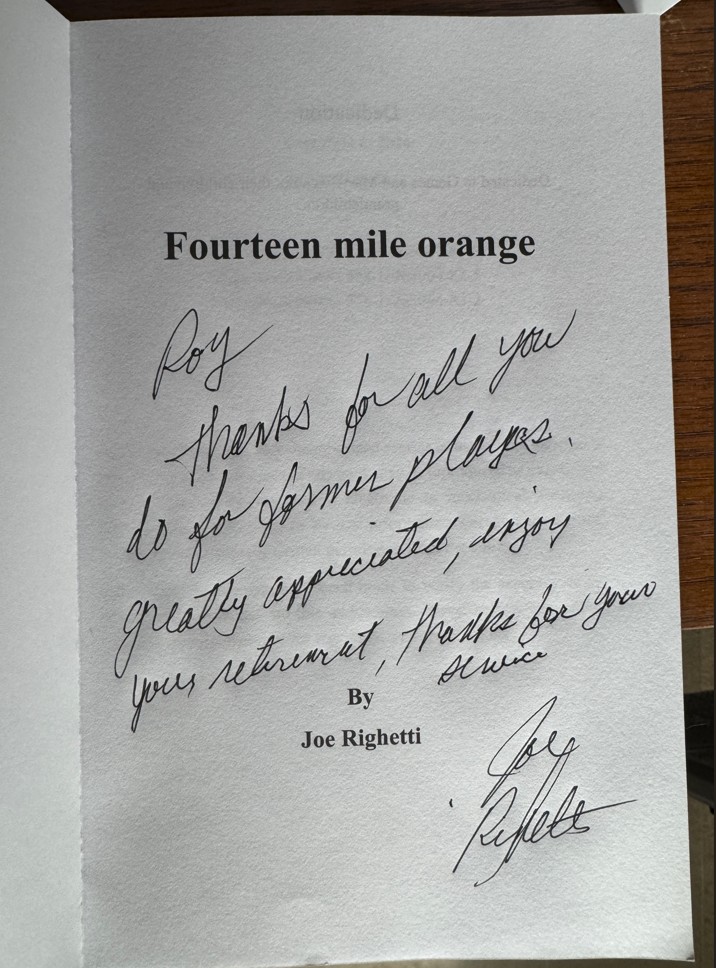 Fourteen mile orange
Roy
Thanks for all you
do for former players.
greatly appreciated, enjoy
your retirement, thanks for your
service
By
Joe Righetti
Joe
Righetti